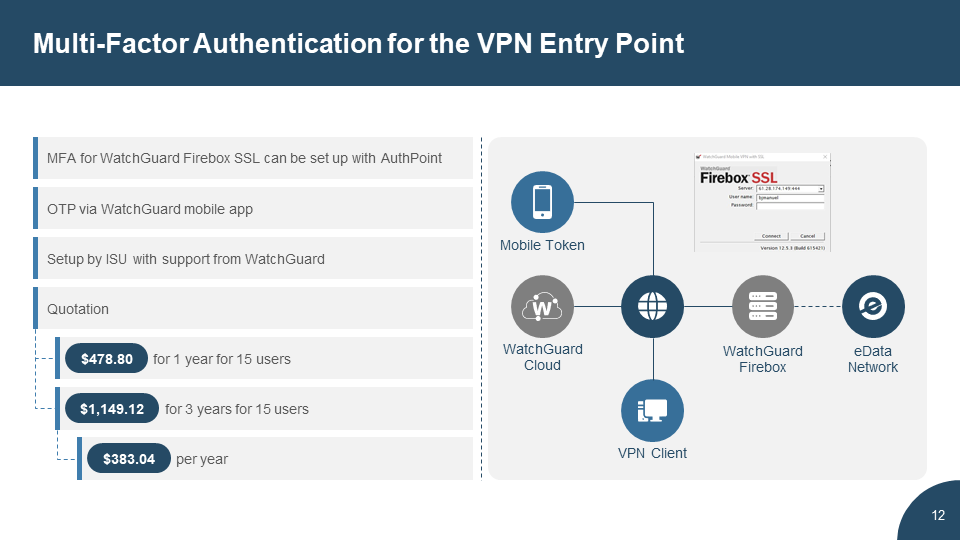 Multi-Factor Authentication for the VPN Entry Point
MFA for WatchGuard Firebox SSL can be set up with AuthPoint
OTP via WatchGuard mobile app
Setup by ISU with support from WatchGuard
Quotation
$478.80 for 1 year for 15 users
$1,149.12 for 3 years for 15 users
$383.04 per year
WatchGuard Mobile VPN with SSL
WatchGuard
Firebox SSL
Server: 61.28.174.149:444
User name: bjmanuel
Password:
Connect Cancel
Version 12.5.3 (Build 615421)
Mobile Token
W
WatchGuard
Cloud
WatchGuard
Firebox
eData
Network
VPN Client
12